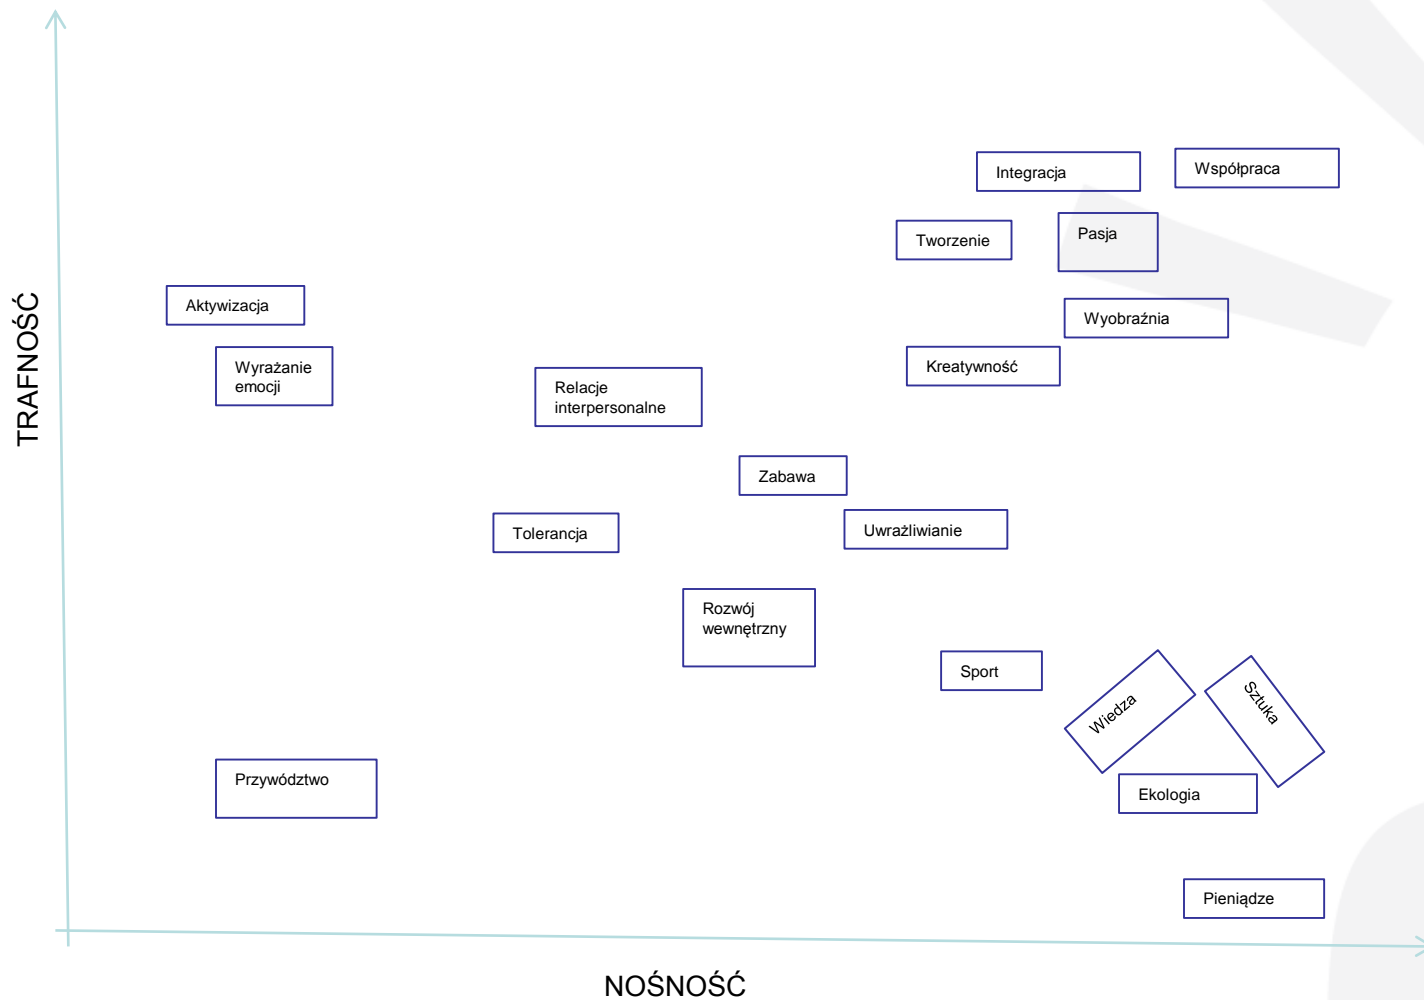 Integracja
Współpraca
Tworzenie
Pasja
Aktywizacja
Wyobraźnia
TRAFNOŚĆ
Wyrażanie
emocji
Relacje
interpersonalne
Kreatywność
Zabawa
Tolerancja
Uwrażliwianie
Rozwój
wewnętrzny
Sport
Wiedza
Sztuka
Przywództwo
Ekologia
Pieniądze
NOŚNOŚĆ